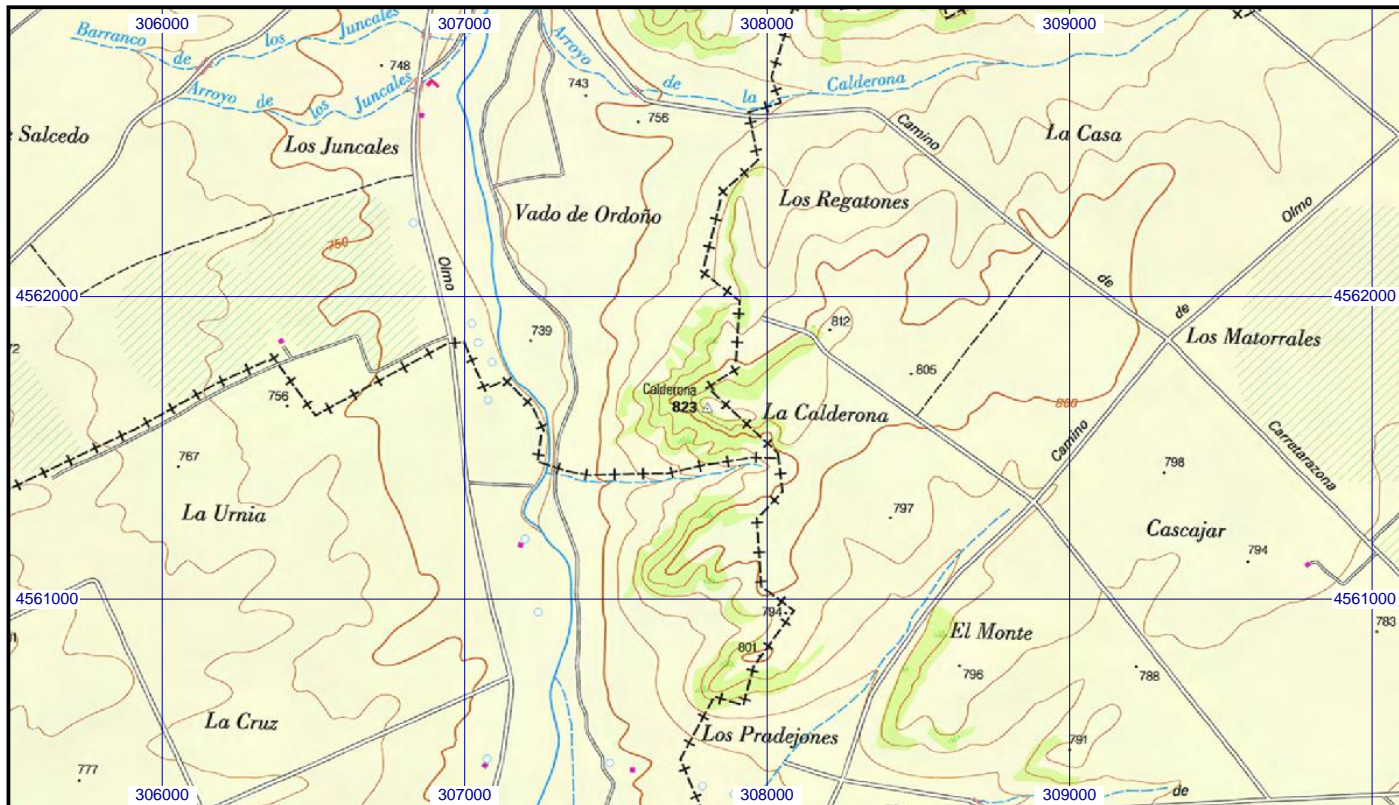 306000
307000
308000
309000
Barranco de los Juncales
Arroyo de los Juncales
748
Arroyo de la Calderona
743
756
Camino de
La Casa
Salcedo
Los Juncales
Vado de Ordoño
Los Regatones
Olmo
750
Olmo
de
4562000
4562000
812
739
Los Matorrales
805
Calderona
823
800
756
La Calderona
Camino
Carretarazona
767
798
La Urnia
797
Cascajar
794
4561000
4561000
794
783
El Monte
801
796
788
La Cruz
Los Pradejones
791
777
de
306000
307000
308000
309000